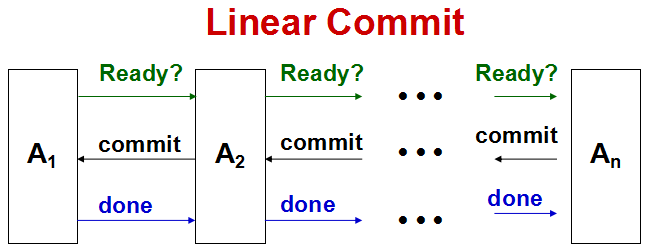 Linear Commit
Ready? Ready? Ready?
• • •
commit commit commit
A1 A2 • • • An
done done done
• • •